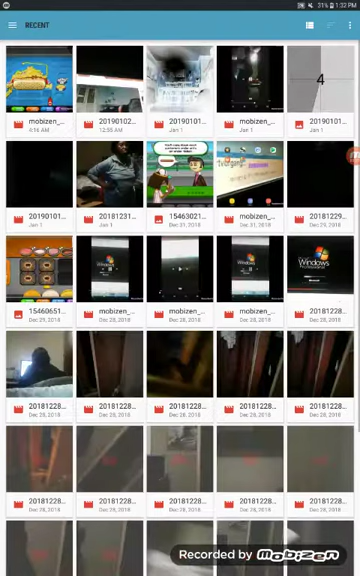 31% 1:32 PM
RECENT
mobizen_...
4:16 AM
20190102...
12:55 AM
20190101...
Jan 1
mobizen_...
Jan 1
4
20190101...
Jan 1
20190101...
Jan 1
20181231...
Dec 31, 2018
15463021...
Dec 31, 2018
mobizen_...
Dec 31, 2018
20181229...
Dec 29, 2018
Windows
Professional
15460651...
Dec 29, 2018
mobizen_...
Dec 28, 2018
mobizen_...
Dec 28, 2018
mobizen_...
Dec 28, 2018
20181228...
Dec 28, 2018
20181228...
Dec 28, 2018
20181228...
Dec 28, 2018
20181228...
Dec 28, 2018
20181228...
Dec 28, 2018
20181228...
Dec 28, 2018
20181228...
Dec 28, 2018
20181228...
Dec 28, 2018
20181228...
Dec 28, 2018
20181228...
Dec 28, 2018
20181228...
Dec 28, 2018
Recorded by Mobizen